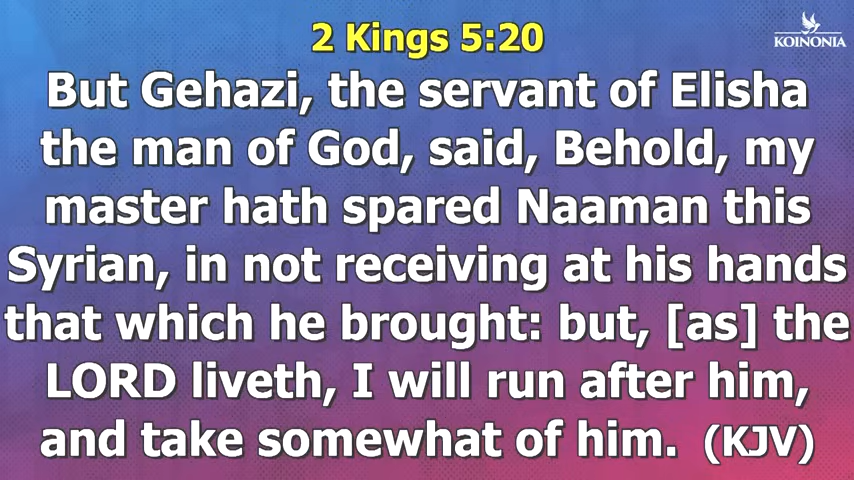 2 Kings 5:20
KOINONIA
But Gehazi, the servant of Elisha
the man of God, said, Behold, my
master hath spared Naaman this
Syrian, in not receiving at his hands
that which he brought: but, [as] the
LORD liveth, I will run after him,
and take somewhat of him. (KJV)